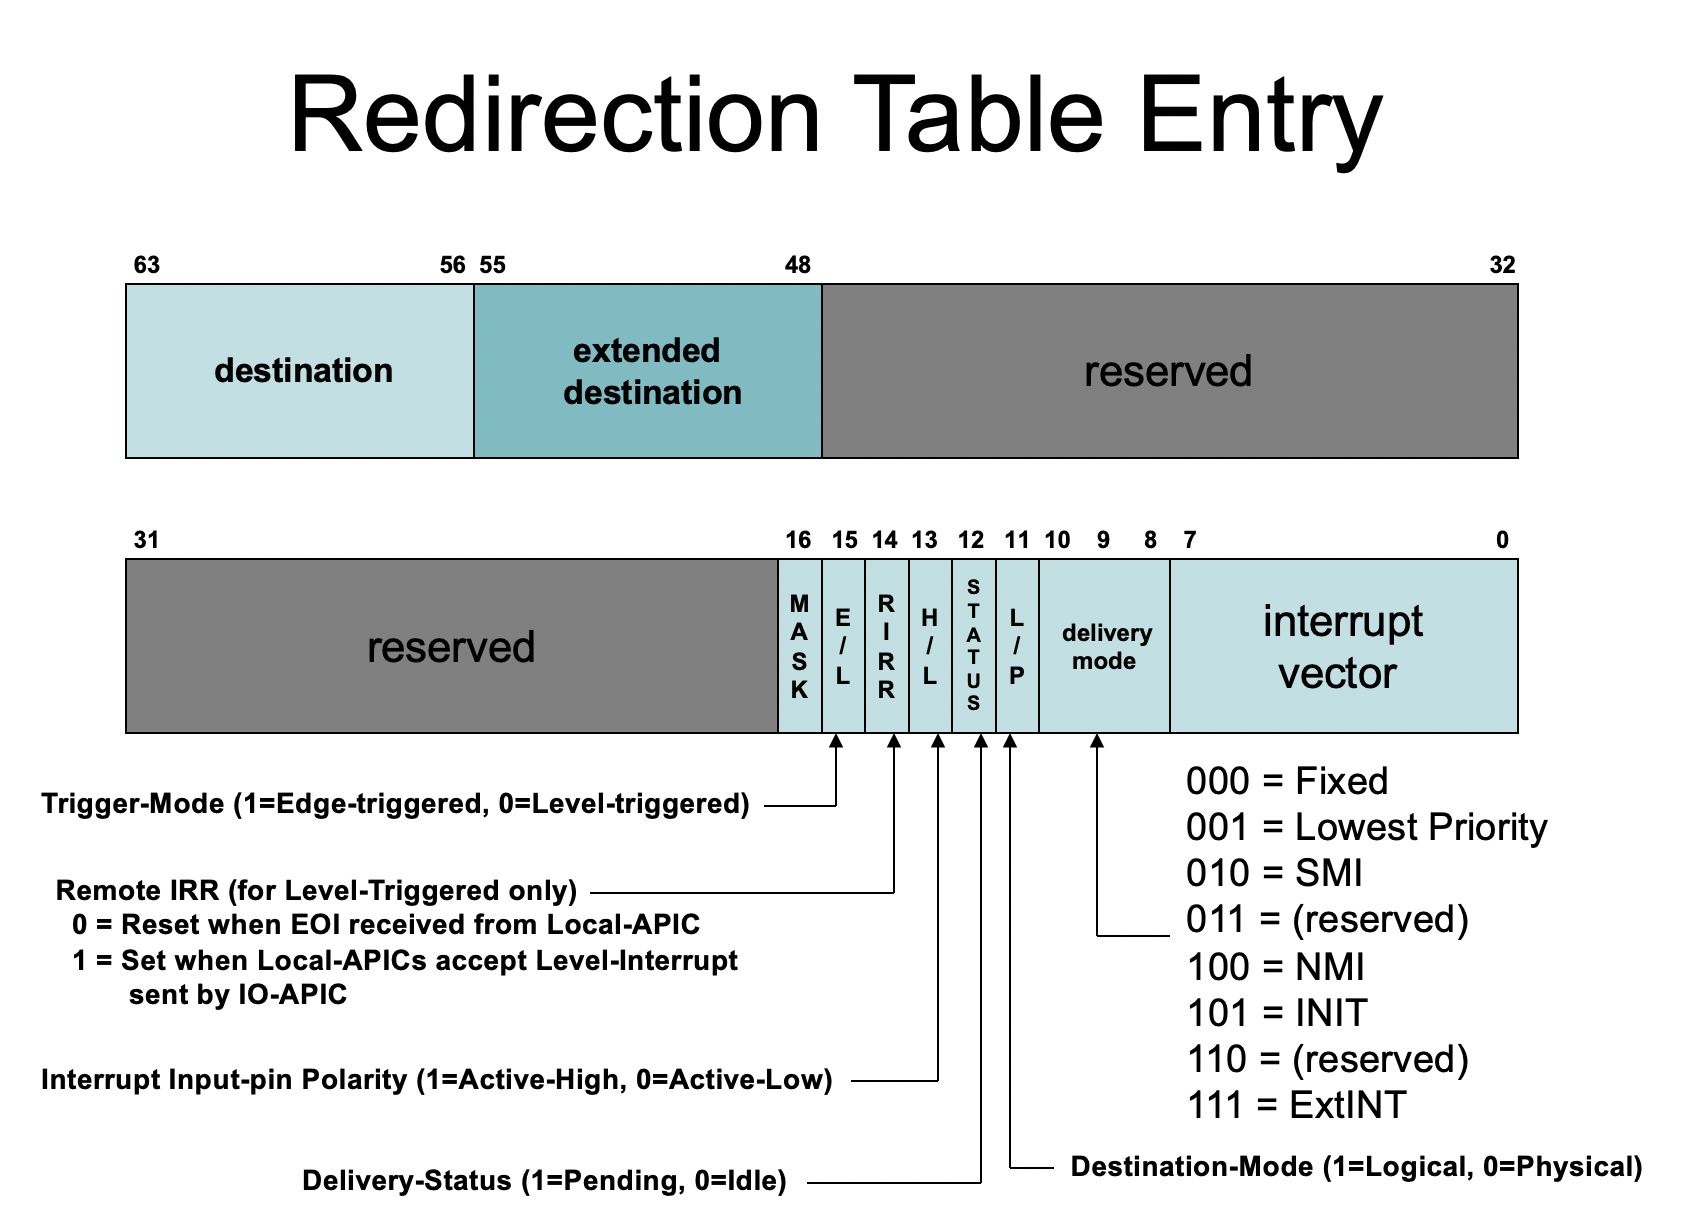 Redirection Table Entry
63 56 55 48 32
destination
extended
destination
reserved
31 16 15 14 13 12 11 10 9 8 7 0
reserved
MASK
E/L
RIRR
H/L
STATUS
L/P
delivery
mode
interrupt
vector
Trigger-Mode (1=Edge-triggered, 0=Level-triggered)
Remote IRR (for Level-Triggered only)
0 = Reset when EOI received from Local-APIC
1 = Set when Local-APICs accept Level-Interrupt
sent by IO-APIC
Interrupt Input-pin Polarity (1=Active-High, 0=Active-Low)
Delivery-Status (1=Pending, 0=Idle)
000 = Fixed
001 = Lowest Priority
010 = SMI
011 = (reserved)
100 = NMI
101 = INIT
110 = (reserved)
111 = ExtINT
Destination-Mode (1=Logical, 0=Physical)